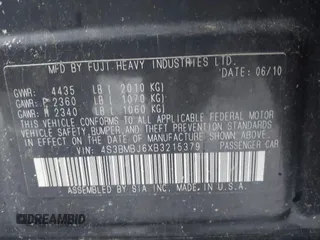 MFD BY FUJI HEAVY INDUSTRIES LTD.
DATE: 06/10
GVWR: 4435 LB ( 2010 KG)
GAWR: F 2360 LB ( 1070 KG)
GAWR: R 2340 LB ( 1060 KG)
THIS VEHICLE CONFORMS TO ALL APPLICABLE FEDERAL MOTOR
VEHICLE SAFETY, BUMPER, AND THEFT PREVENTION STANDARDS
IN EFFECT ON THE DATE OF MANUFACTURE SHOWN ABOVE.
VIN: 4S3BMBJ6XB3216379 PASSENGER CAR
ASSEMBLED BY SIA INC, MADE IN U.S.A.
DREAMBID